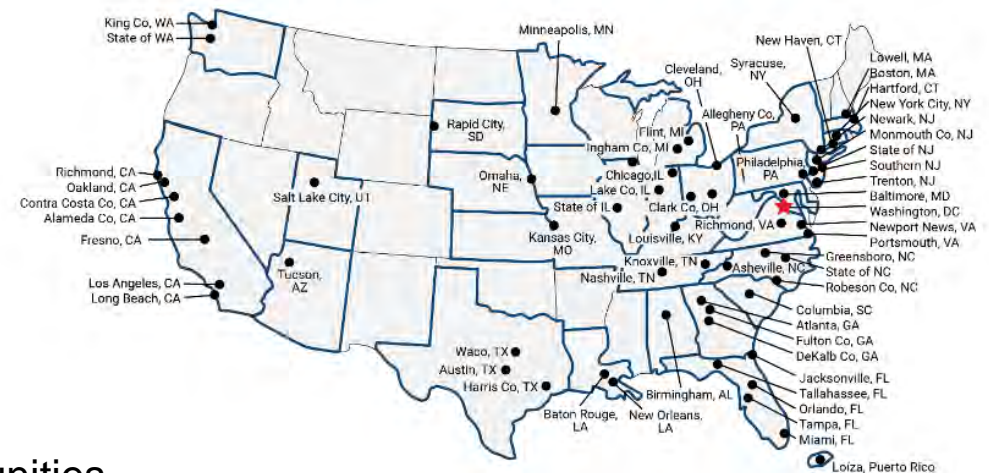 King Co, WA
State of WA
Minneapolis, MN
New Haven, CT
Syracuse,
NY
Cleveland,
OH
Allegheny Co,
PA
Lowell, MA
Boston, MA
Hartford, CT
New York City, NY
Newark, NJ
Monmouth Co, NJ
State of NJ
Southern NJ
Trenton, NJ
Baltimore, MD
Washington, DC
Newport News, VA
Portsmouth, VA
Rapid City,
SD
Flint, MI
Ingham Co, MI
Philadelphia,
PA
Richmond, CA
Oakland, CA
Contra Costa Co, CA
Alameda Co, CA
Fresno, CA
Los Angeles, CA
Long Beach, CA
Salt Lake City, UT
Omaha,
NE
Chicago,IL
Lake Co, IL
State of IL
Clark Co, OH
Richmond, VA
Kansas City,
MO
Louisville, KY
Knoxville, TN
Nashville, TN
Asheville, NC
Greensboro, NC
State of NC
Robeson Co, NC
Tucson,
AZ
Columbia, SC
Atlanta, GA
Fulton Co, GA
DeKalb Co, GA
Waco, TX
Austin, TX
Harris Co, TX
Baton Rouge,
LA
New Orleans,
LA
Birmingham, AL
Jacksonville, FL
Tallahassee, FL
Orlando, FL
Tampa, FL
Miami, FL
Loíza, Puerto Rico